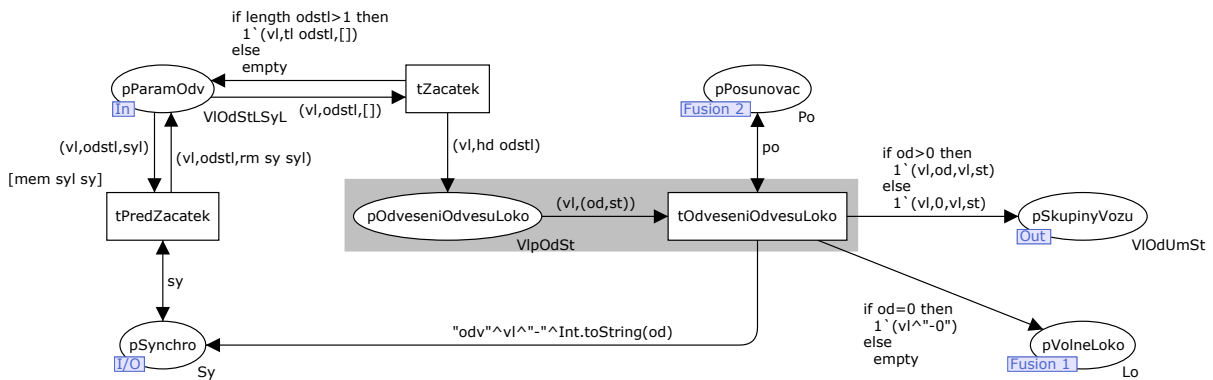 if length odstl>1 then
1`(vl,tl odstl,[])
else
empty
pParamOdv
In
VlOdStLSyL
(vl,odstl,[])
tZacatek
pPosunovac
Fusion 2
Po
(vl,odstl,syl)
(vl,odstl,rm sy syl)
(vl,hd odstl)
po
[mem syl sy]
tPredZacatek
pOdveseniOdvesuLoko
VlpOdSt
(vl,(od,st))
tOdveseniOdvesuLoko
if od>0 then
1`(vl,od,vl,st)
else
1`(vl,0,vl,st)
pSkupinyVozu
Out
VlOdUmSt
sy
"odv"^vl^"-"^Int.toString(od)
pSynchro
I/O
Sy
if od=0 then
1`(vl^"-0")
else
empty
pVolneLoko
Fusion 1
Lo